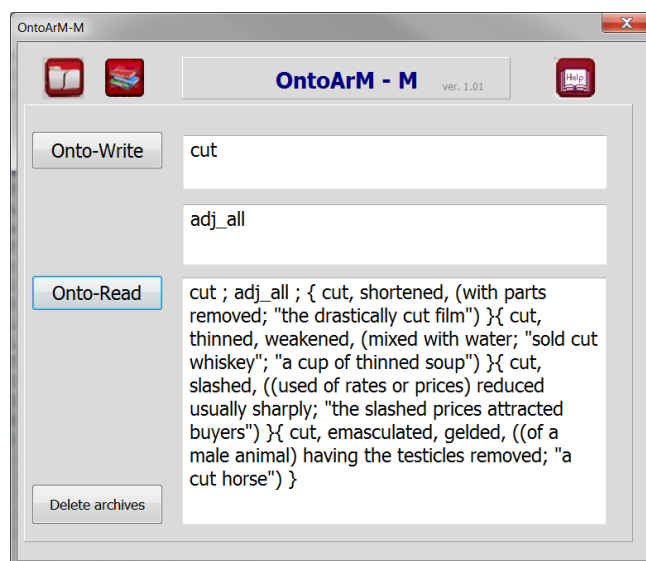 OntoArM-M
OntoArM - M ver. 1.01
Help
Onto-Write
cut
adj_all
Onto-Read
cut ; adj_all ; { cut, shortened, (with parts
removed; "the drastically cut film") }{ cut,
thinned, weakened, (mixed with water; "sold cut
whiskey"; "a cup of thinned soup") }{ cut,
slashed, ((used of rates or prices) reduced
usually sharply; "the slashed prices attracted
buyers") }{ cut, emasculated, gelded, ((of a
male animal) having the testicles removed; "a
cut horse") }
Delete archives